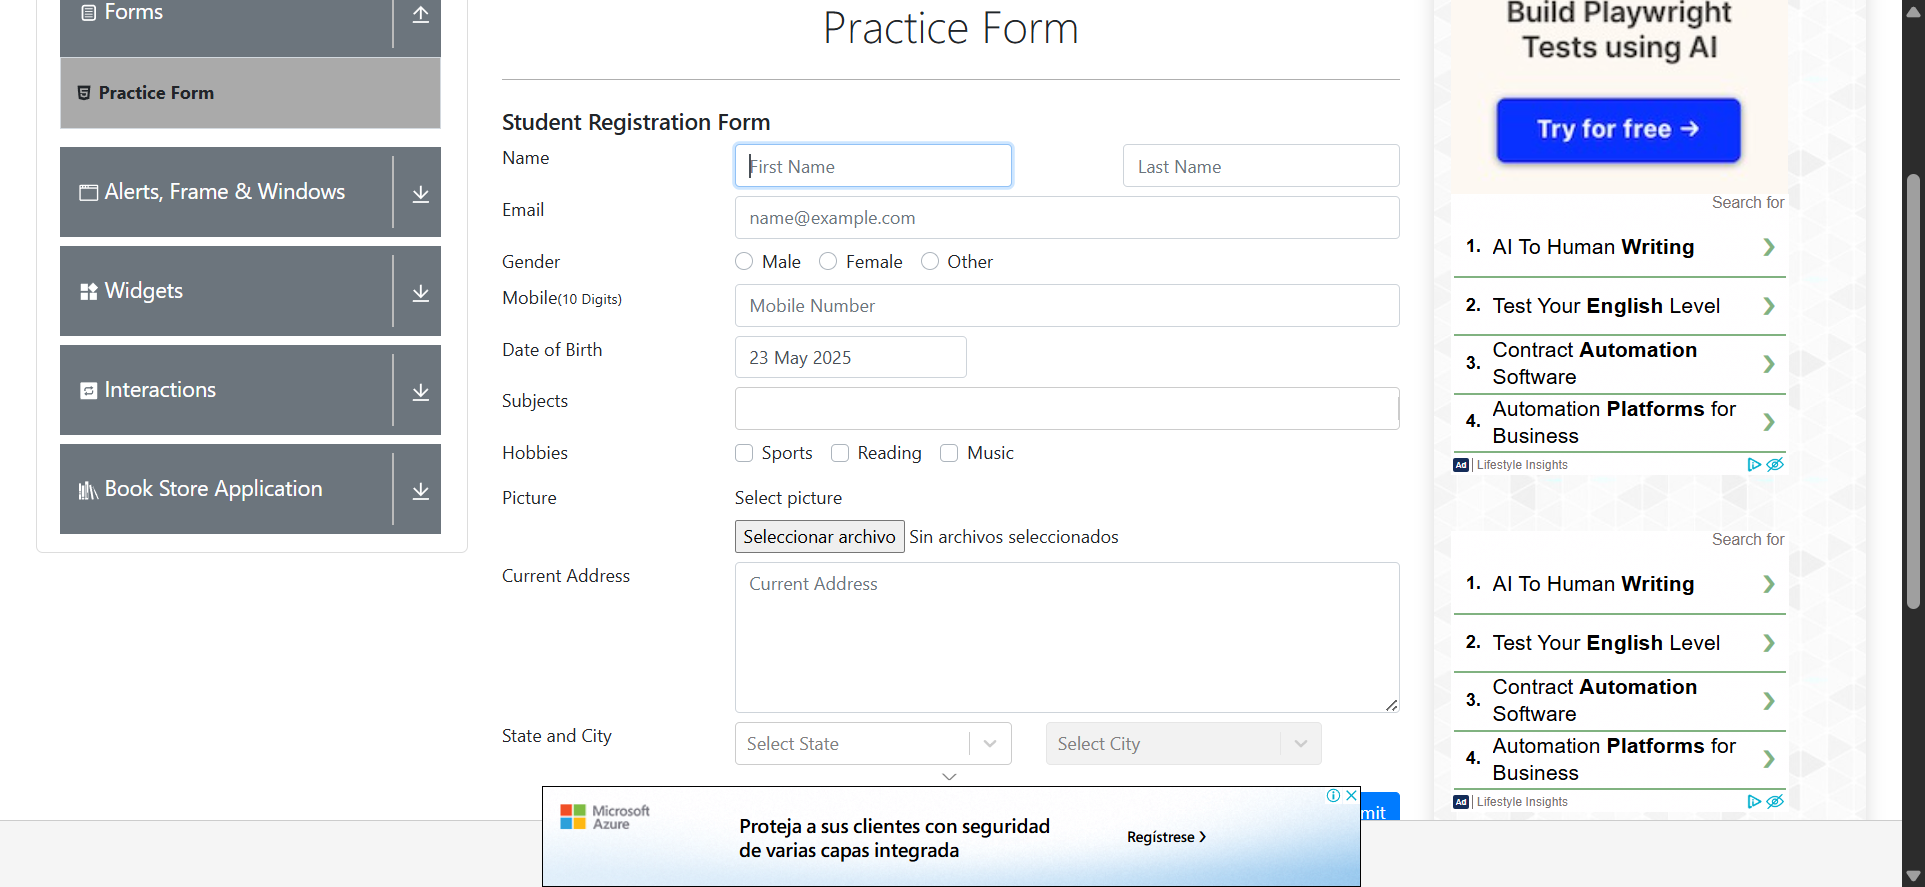 Forms
Practice Form
Alerts, Frame & Windows
Widgets
Interactions
Book Store Application
Practice Form
Student Registration Form
Name
First Name
Last Name
Email
name@example.com
Gender
Male
Female
Other
Mobile(10 Digits)
Mobile Number
Date of Birth
23 May 2025
Subjects
Hobbies
Sports
Reading
Music
Picture
Select picture
Seleccionar archivo
Sin archivos seleccionados
Current Address
Current Address
State and City
Select State
Select City
mit
Microsoft
Azure
Proteja a sus clientes con seguridad
de varias capas integrada
Regístrese
Build Playwright
Tests using AI
Try for free →
Search for
1. AI To Human Writing
2. Test Your English Level
3. Contract Automation
Software
4. Automation Platforms for
Business
Ad | Lifestyle Insights
Search for
1. AI To Human Writing
2. Test Your English Level
3. Contract Automation
Software
4. Automation Platforms for
Business
Ad | Lifestyle Insights